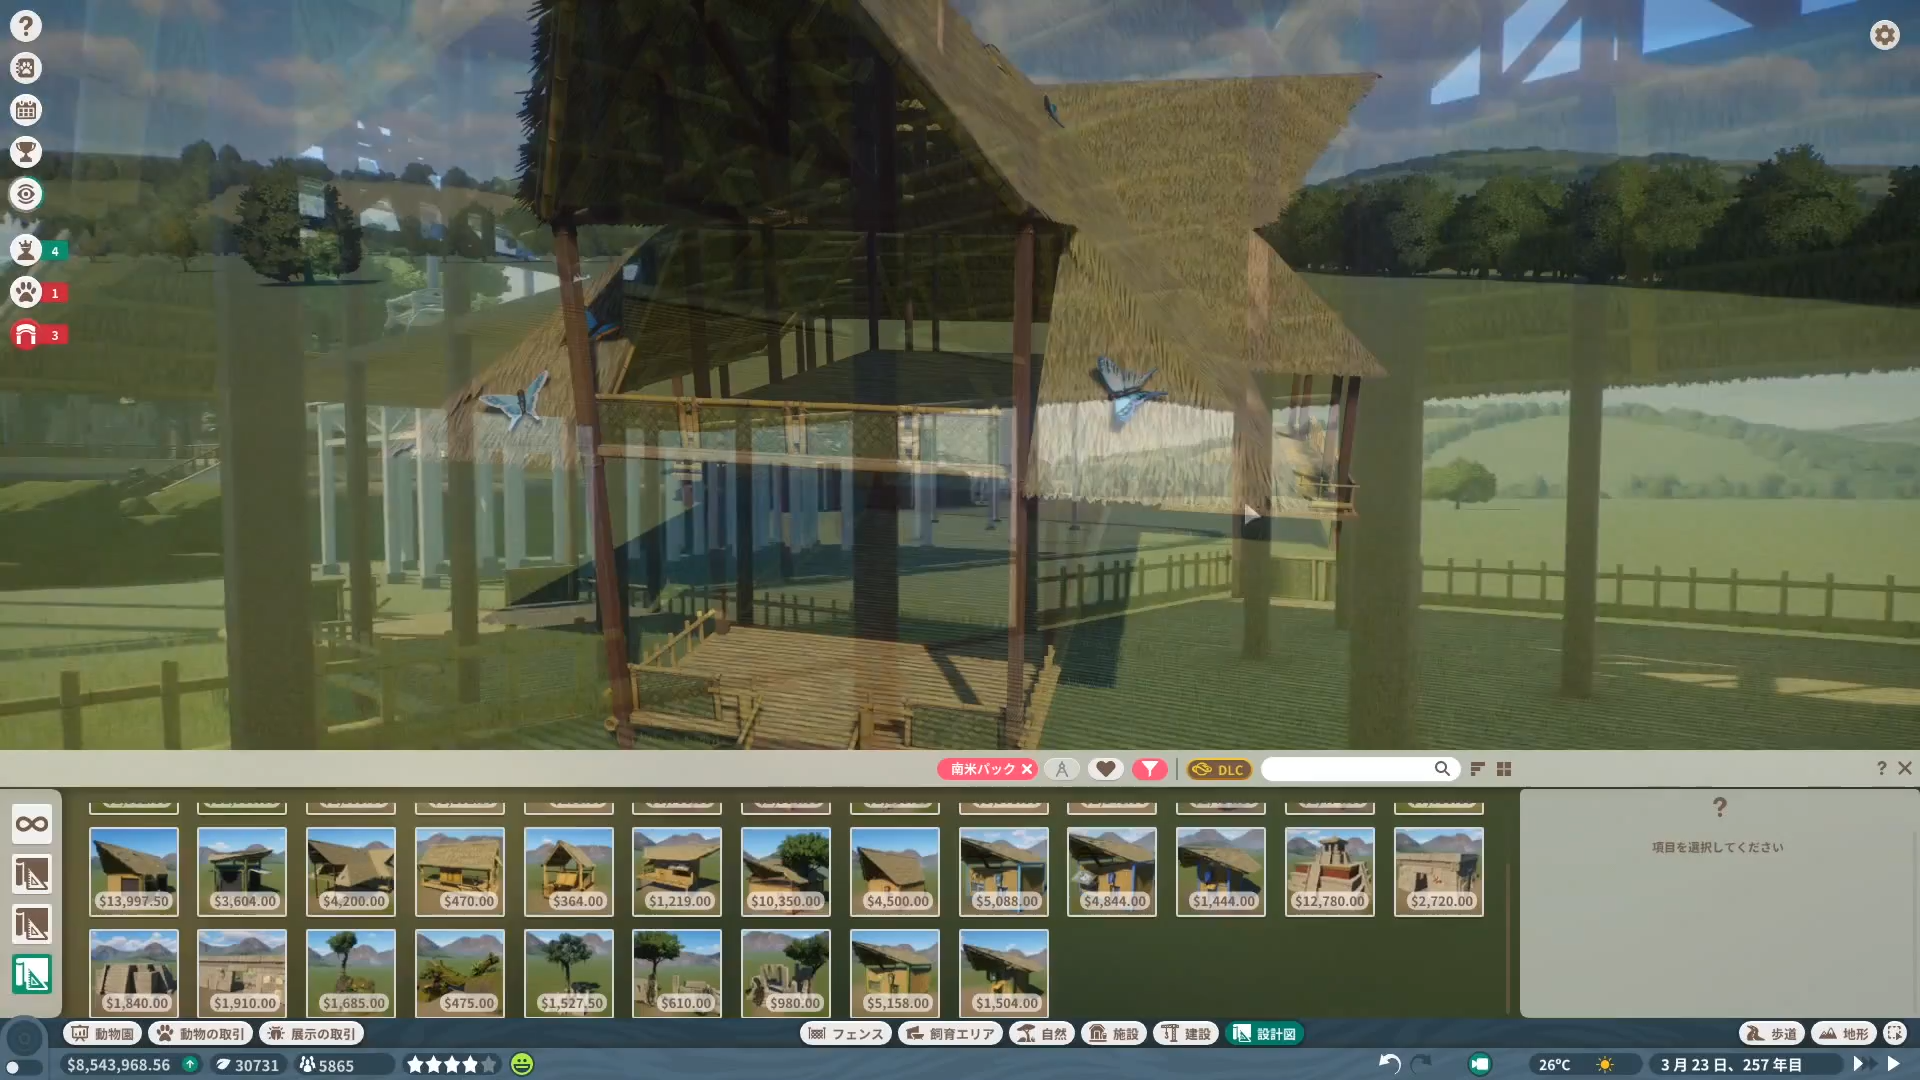 4
1
3
南米パック
DLC
項目を選択してください
$13,997.50
$3,604.00
$4,200.00
$470.00
$364.00
$1,219.00
$10,350.00
$4,500.00
$5,088.00
$4,844.00
$1,444.00
$12,780.00
$2,720.00
$1,840.00
$1,910.00
$1,685.00
$475.00
$1,527.50
$610.00
$980.00
$5,158.00
$1,504.00
動物園
動物の取引
展示の取引
フェンス
飼育エリア
自然
施設
建設
設計図
歩道
地形
$8,543,968.56
30731
5865
26°C
3月23日、257年目